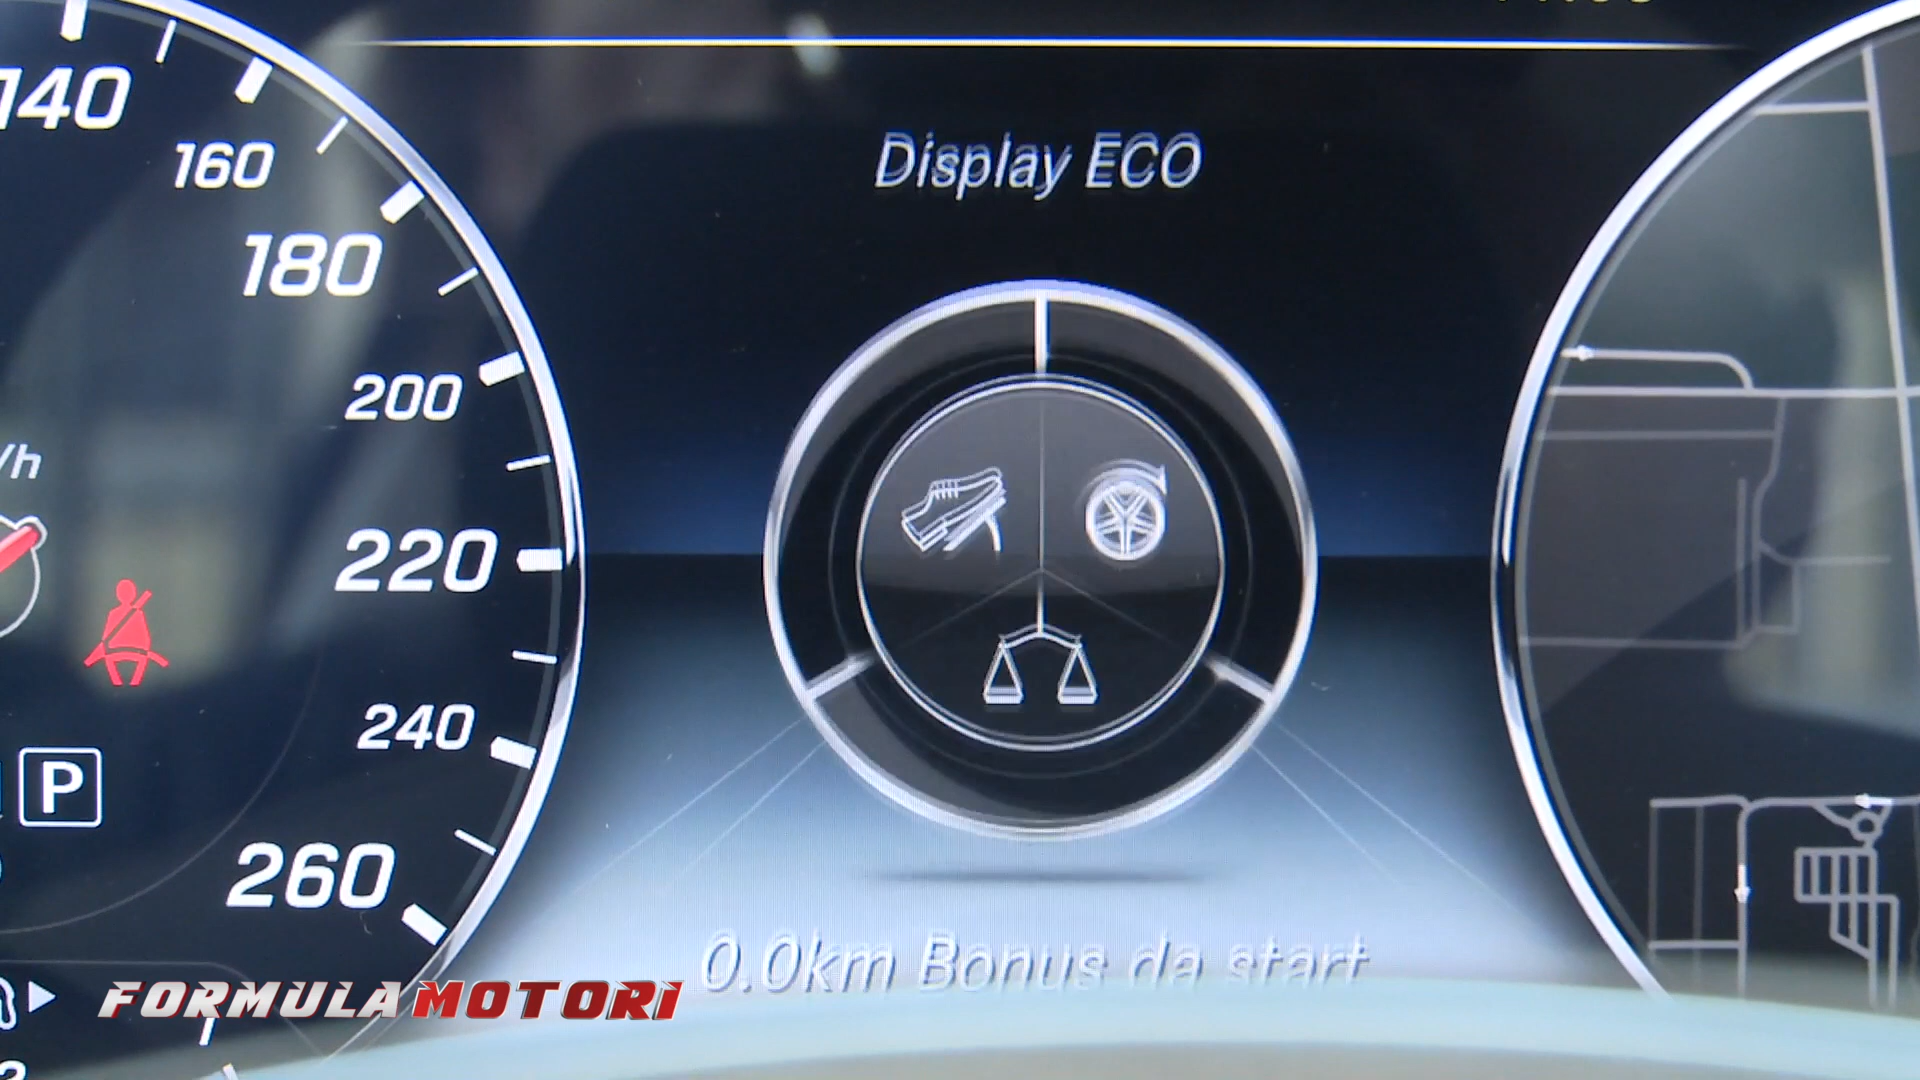 Display ECO
140
160
180
200
/h
220
240
P
260
0.0km Bonus da start
FORMULA MOTORI